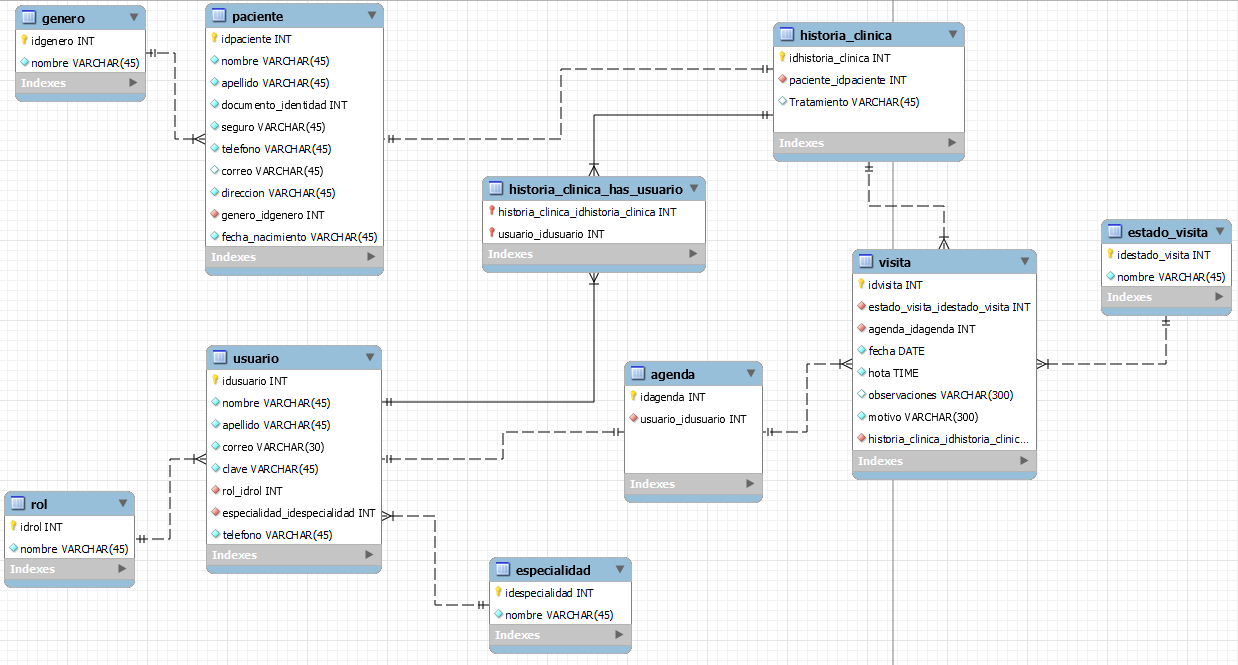 genero
idgenero INT
nombre VARCHAR(45)
Indexes
paciente
idpaciente INT
nombre VARCHAR(45)
apellido VARCHAR(45)
documento_identidad INT
seguro VARCHAR(45)
telefono VARCHAR(45)
correo VARCHAR(45)
direccion VARCHAR(45)
genero_idgenero INT
fecha_nacimiento VARCHAR(45)
Indexes
historia_clinica
idhistoria_clinica INT
paciente_idpaciente INT
Tratamiento VARCHAR(45)
Indexes
historia_clinica_has_usuario
historia_clinica_idhistoria_clinica INT
usuario_idusuario INT
Indexes
estado_visita
idestado_visita INT
nombre VARCHAR(45)
Indexes
visita
idvisita INT
estado_visita_idestado_visita INT
agenda_idagenda INT
fecha DATE
hota TIME
observaciones VARCHAR(300)
motivo VARCHAR(300)
historia_clinica_idhistoria_clinic...
Indexes
usuario
idusuario INT
nombre VARCHAR(45)
apellido VARCHAR(45)
correo VARCHAR(30)
clave VARCHAR(45)
rol_idrol INT
especialidad_idespecialidad INT
telefono VARCHAR(45)
Indexes
agenda
idagenda INT
usuario_idusuario INT
Indexes
rol
idrol INT
nombre VARCHAR(45)
Indexes
especialidad
idespecialidad INT
nombre VARCHAR(45)
Indexes